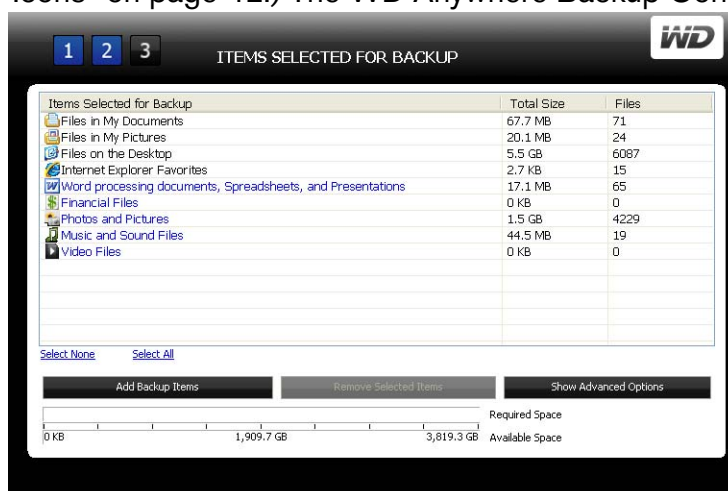 Icons" on page 42.) The WD Anywhere Backup Con
WD
1 2 3 ITEMS SELECTED FOR BACKUP
Items Selected for Backup Total Size Files
Files in My Documents 67.7 MB 71
Files in My Pictures 20.1 MB 24
Files on the Desktop 5.5 GB 6087
Internet Explorer Favorites 2.7 KB 15
Word processing documents, Spreadsheets, and Presentations 17.1 MB 65
Financial Files 0 KB 0
Photos and Pictures 1.5 GB 4229
Music and Sound Files 44.5 MB 19
Video Files 0 KB 0
Select None Select All
Add Backup Items Remove Selected Items Show Advanced Options
Required Space
0 KB 1,909.7 GB 3,819.3 GB Available Space